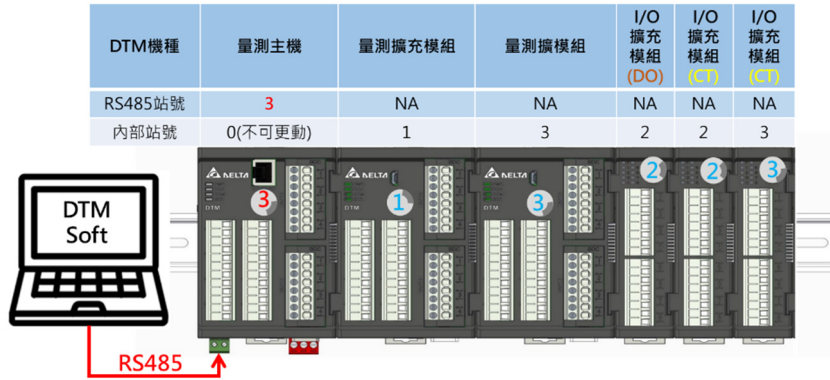 DTM機種 量測主機 量測擴充模組 量測擴模組 I/O擴充模組(DO) I/O擴充模組(CT) I/O擴充模組(CT)
RS485站號 3 NA NA NA NA NA
內部站號 0(不可更動) 1 3 2 2 3
DELTA DELTA DELTA
3 1 3 2 2 3
DTM DTM DTM
DTM
Soft
RS485